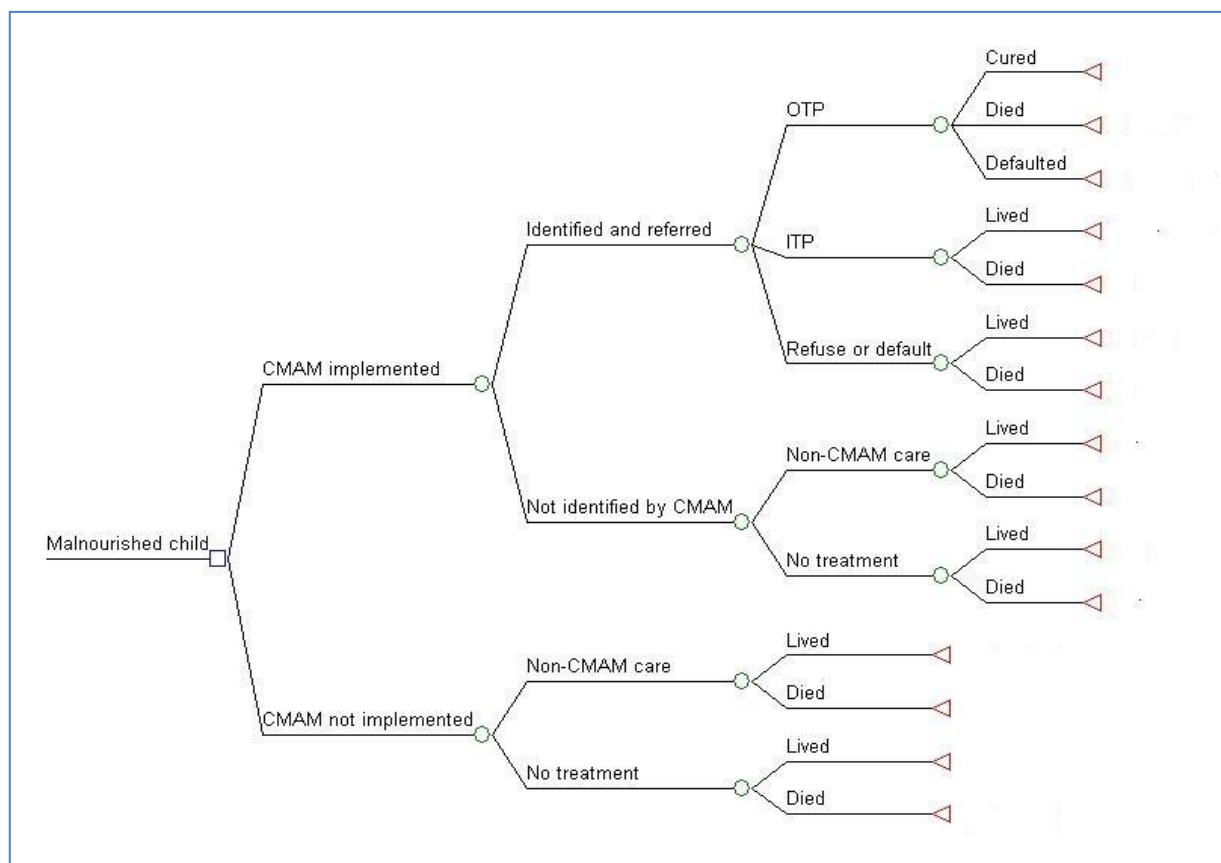 Cured
OTP
Died
Defaulted
Lived
Identified and referred
ITP
Died
Lived
Refuse or default
CMAM implemented
Died
Lived
Non-CMAM care
Died
Not identified by CMAM
Malnourished child
Lived
No treatment
Died
Lived
Non-CMAM care
Died
CMAM not implemented
Lived
No treatment
Died